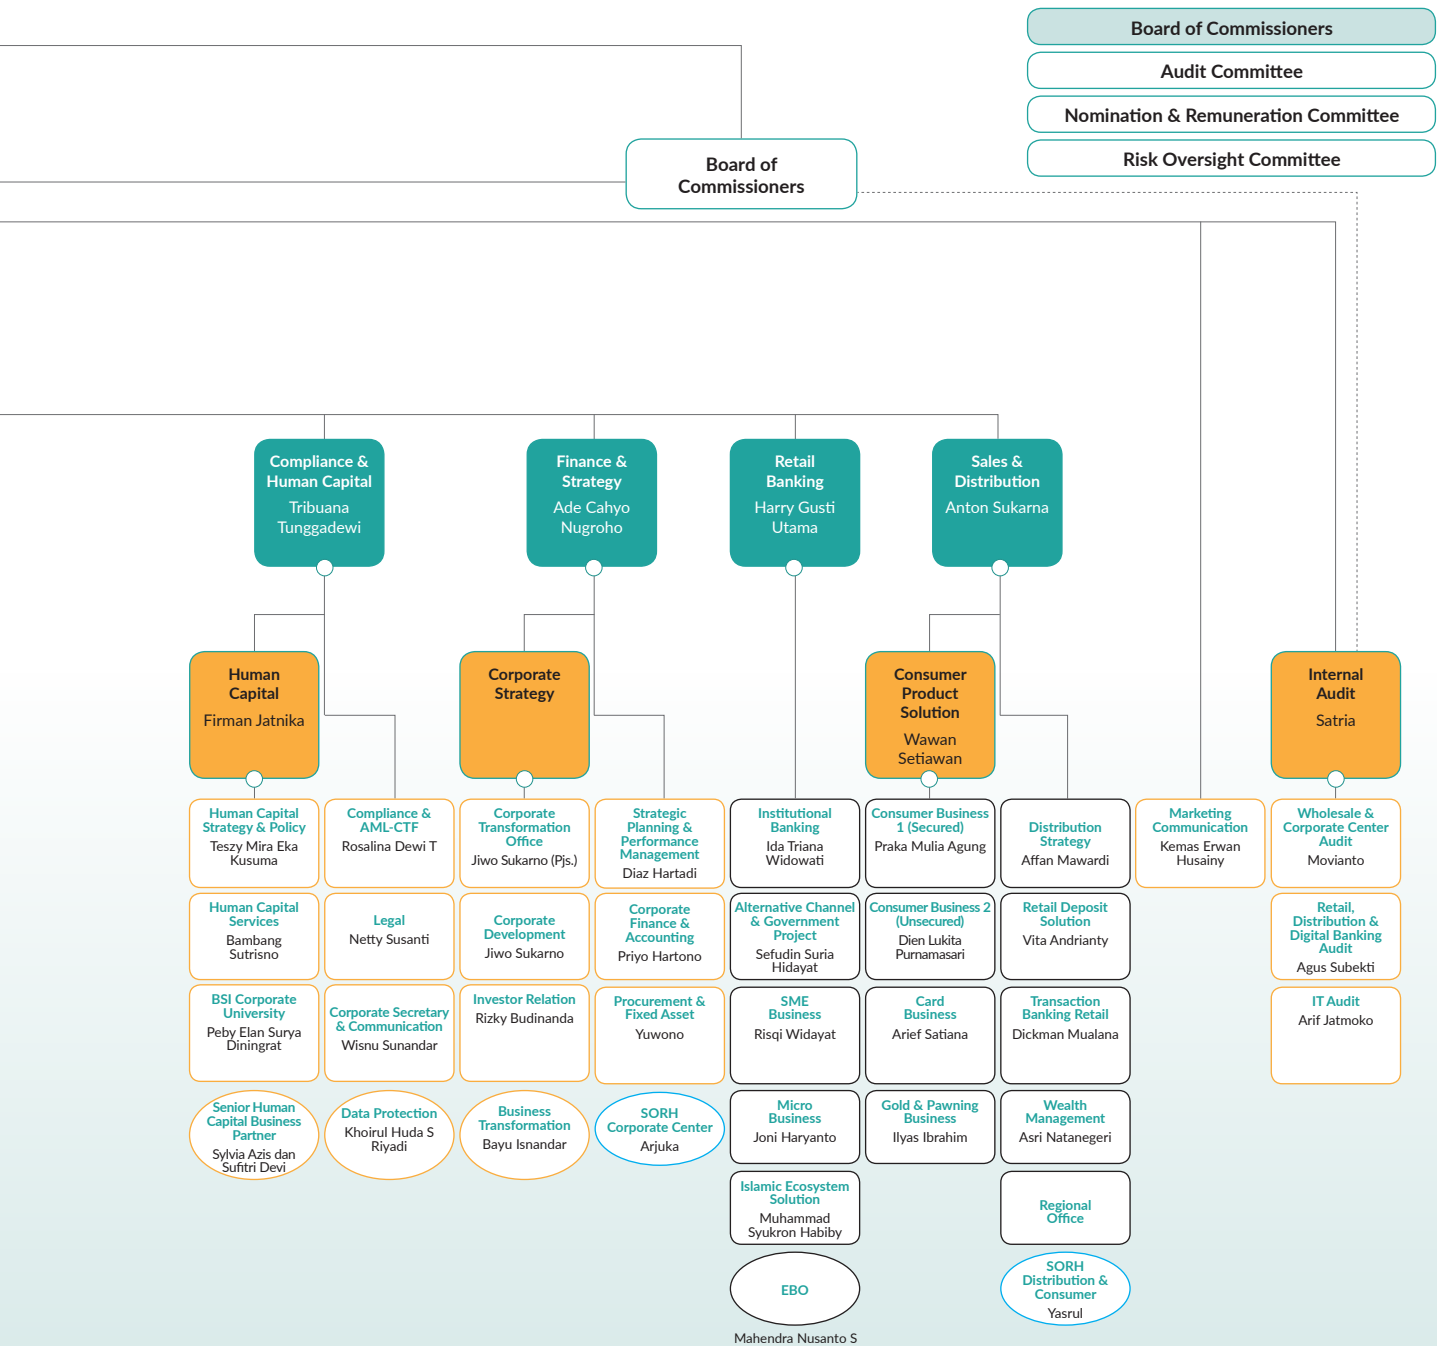 Board of Commissioners
Audit Committee
Nomination & Remuneration Committee
Risk Oversight Committee
Board of
Commissioners
Compliance &
Human Capital
Tribuana
Tunggadewi
Finance &
Strategy
Ade Cahyo
Nugroho
Retail
Banking
Harry Gusti
Utama
Sales &
Distribution
Anton Sukarna
Human
Capital
Firman Jatnika
Corporate
Strategy
Consumer
Product
Solution
Wawan
Setiawan
Internal
Audit
Satria
Human Capital
Strategy & Policy
Teszy Mira Eka
Kusuma
Compliance &
AML-CTF
Rosalina Dewi T
Corporate
Transformation
Office
Jiwo Sukarno (Pjs.)
Strategic
Planning &
Performance
Management
Diaz Hartadi
Institutional
Banking
Ida Triana
Widowati
Consumer Business
1 (Secured)
Praka Mulia Agung
Distribution
Strategy
Affan Mawardi
Marketing
Communication
Kemas Erwan
Husainy
Wholesale &
Corporate Center
Audit
Movianto
Human Capital
Services
Bambang
Sutrisno
Legal
Netty Susanti
Corporate
Development
Jiwo Sukarno
Corporate
Finance &
Accounting
Priyo Hartono
Alternative Channel
& Government
Project
Sefudin Suria
Hidayat
Consumer Business 2
(Unsecured)
Dien Lukita
Purnamasari
Retail Deposit
Solution
Vita Andrianty
Retail,
Distribution &
Digital Banking
Audit
Agus Subekti
BSI Corporate
University
Peby Elan Surya
Diningrat
Corporate Secretary
& Communication
Wisnu Sunandar
Investor Relation
Rizky Budinanda
Procurement &
Fixed Asset
Yuwono
SME
Business
Risqi Widayat
Card
Business
Arief Satiana
Transaction
Banking Retail
Dickman Mualana
IT Audit
Arif Jatmoko
Senior Human
Capital Business
Partner
Sylvia Azis dan
Sufitri Devi
Data Protection
Khoirul Huda S
Riyadi
Business
Transformation
Bayu Isnandar
SORH
Corporate Center
Arjuka
Micro
Business
Joni Haryanto
Gold & Pawning
Business
Ilyas Ibrahim
Wealth
Management
Asri Natanegeri
Islamic Ecosystem
Solution
Muhammad
Syukron Habiby
Regional
Office
EBO
Mahendra Nusanto S
SORH
Distribution &
Consumer
Yasrul